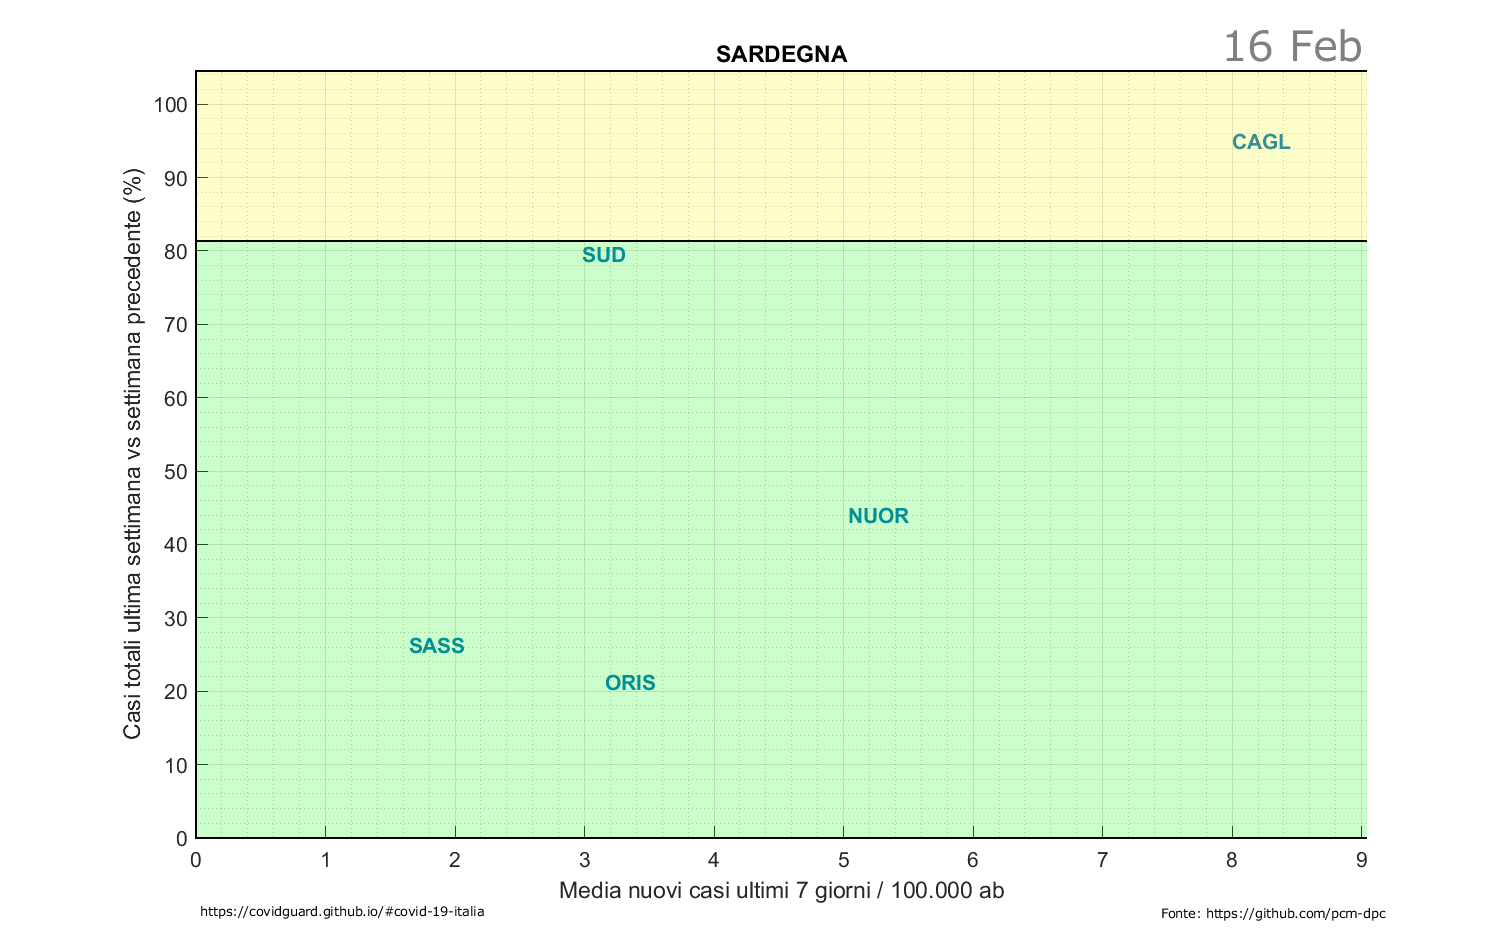 SARDEGNA
16 Feb
Casi totali ultima settimana vs settimana precedente (%)
100
90
80
70
60
50
40
30
20
10
0
CAGL
SUD
NUOR
SASS
ORIS
0 1 2 3 4 5 6 7 8 9
Media nuovi casi ultimi 7 giorni / 100.000 ab
https://covidguard.github.io/#covid-19-italia
Fonte: https://github.com/pcm-dpc